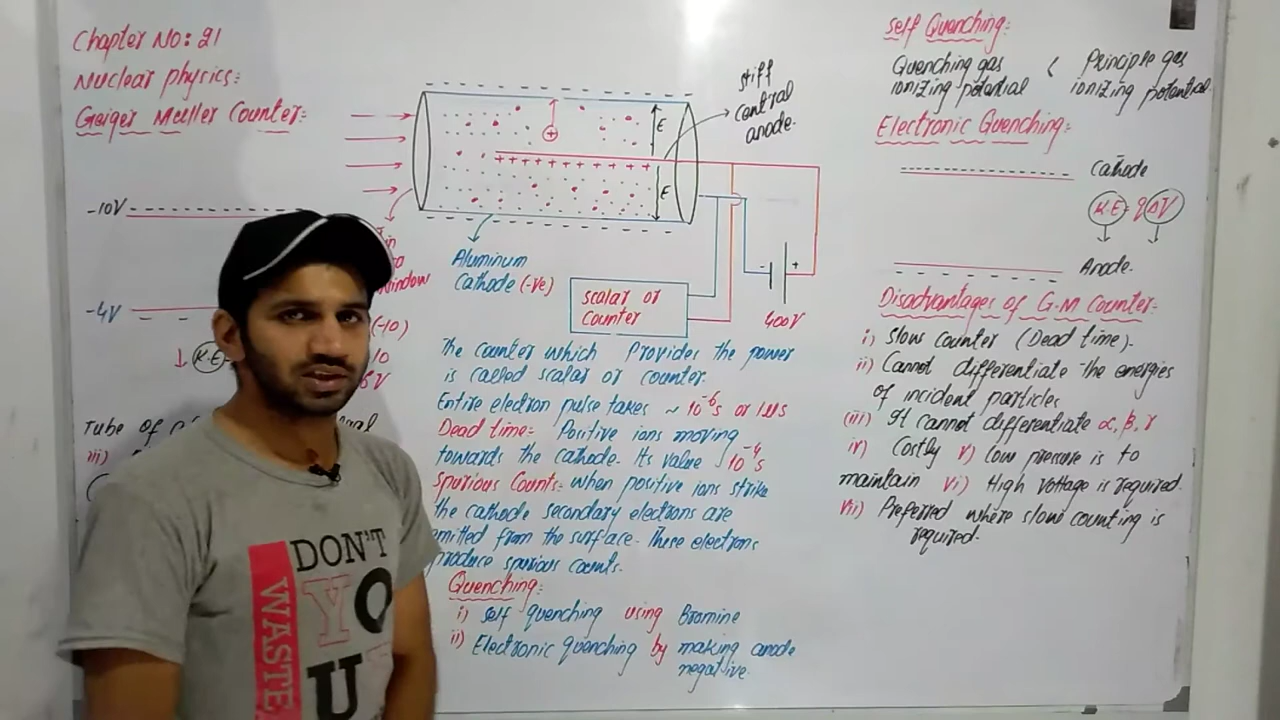 Chapter No: 21
Nuclear physics:
Geiger Muller Counter:
-10V
-4V
K.E
window
(-10)
10
Tube of
stiff
central
anode.
E
E
+
+ + + + + + + + + + +
Aluminum
Cathode (-ve)
scalar or
counter
- +
400V
The counter which Provides the power
is called scalar or counter.
Entire electron pulse takes ~ 10⁻⁶s or 1μs
Dead time:- Positive ions moving
towards the cathode. Its value 10⁻⁴s
Spurious Counts:- when positive ions strike
the cathode secondary electrons are
mitted from the surface. These electrons
produce spurious counts.
Quenching:
i) self quenching using Bromine
ii) Electronic quenching by making anode
negative.
Self Quenching:
Quenching gas < Principle gas
ionizing potential ionizing potential.
Electronic Quenching:
Cathode
K.E = qΔV
Anode.
Disadvantages of G.M Counter:-
i) Slow counter (Dead time).
ii) Cannot differentiate the energies
of incident particles
iii) It cannot differentiate α, β, γ
iv) Costly v) low pressure is to
maintain vi) High voltage is required.
vii) Preferred where slow counting is
required.
DON'T
WASTE
YOU